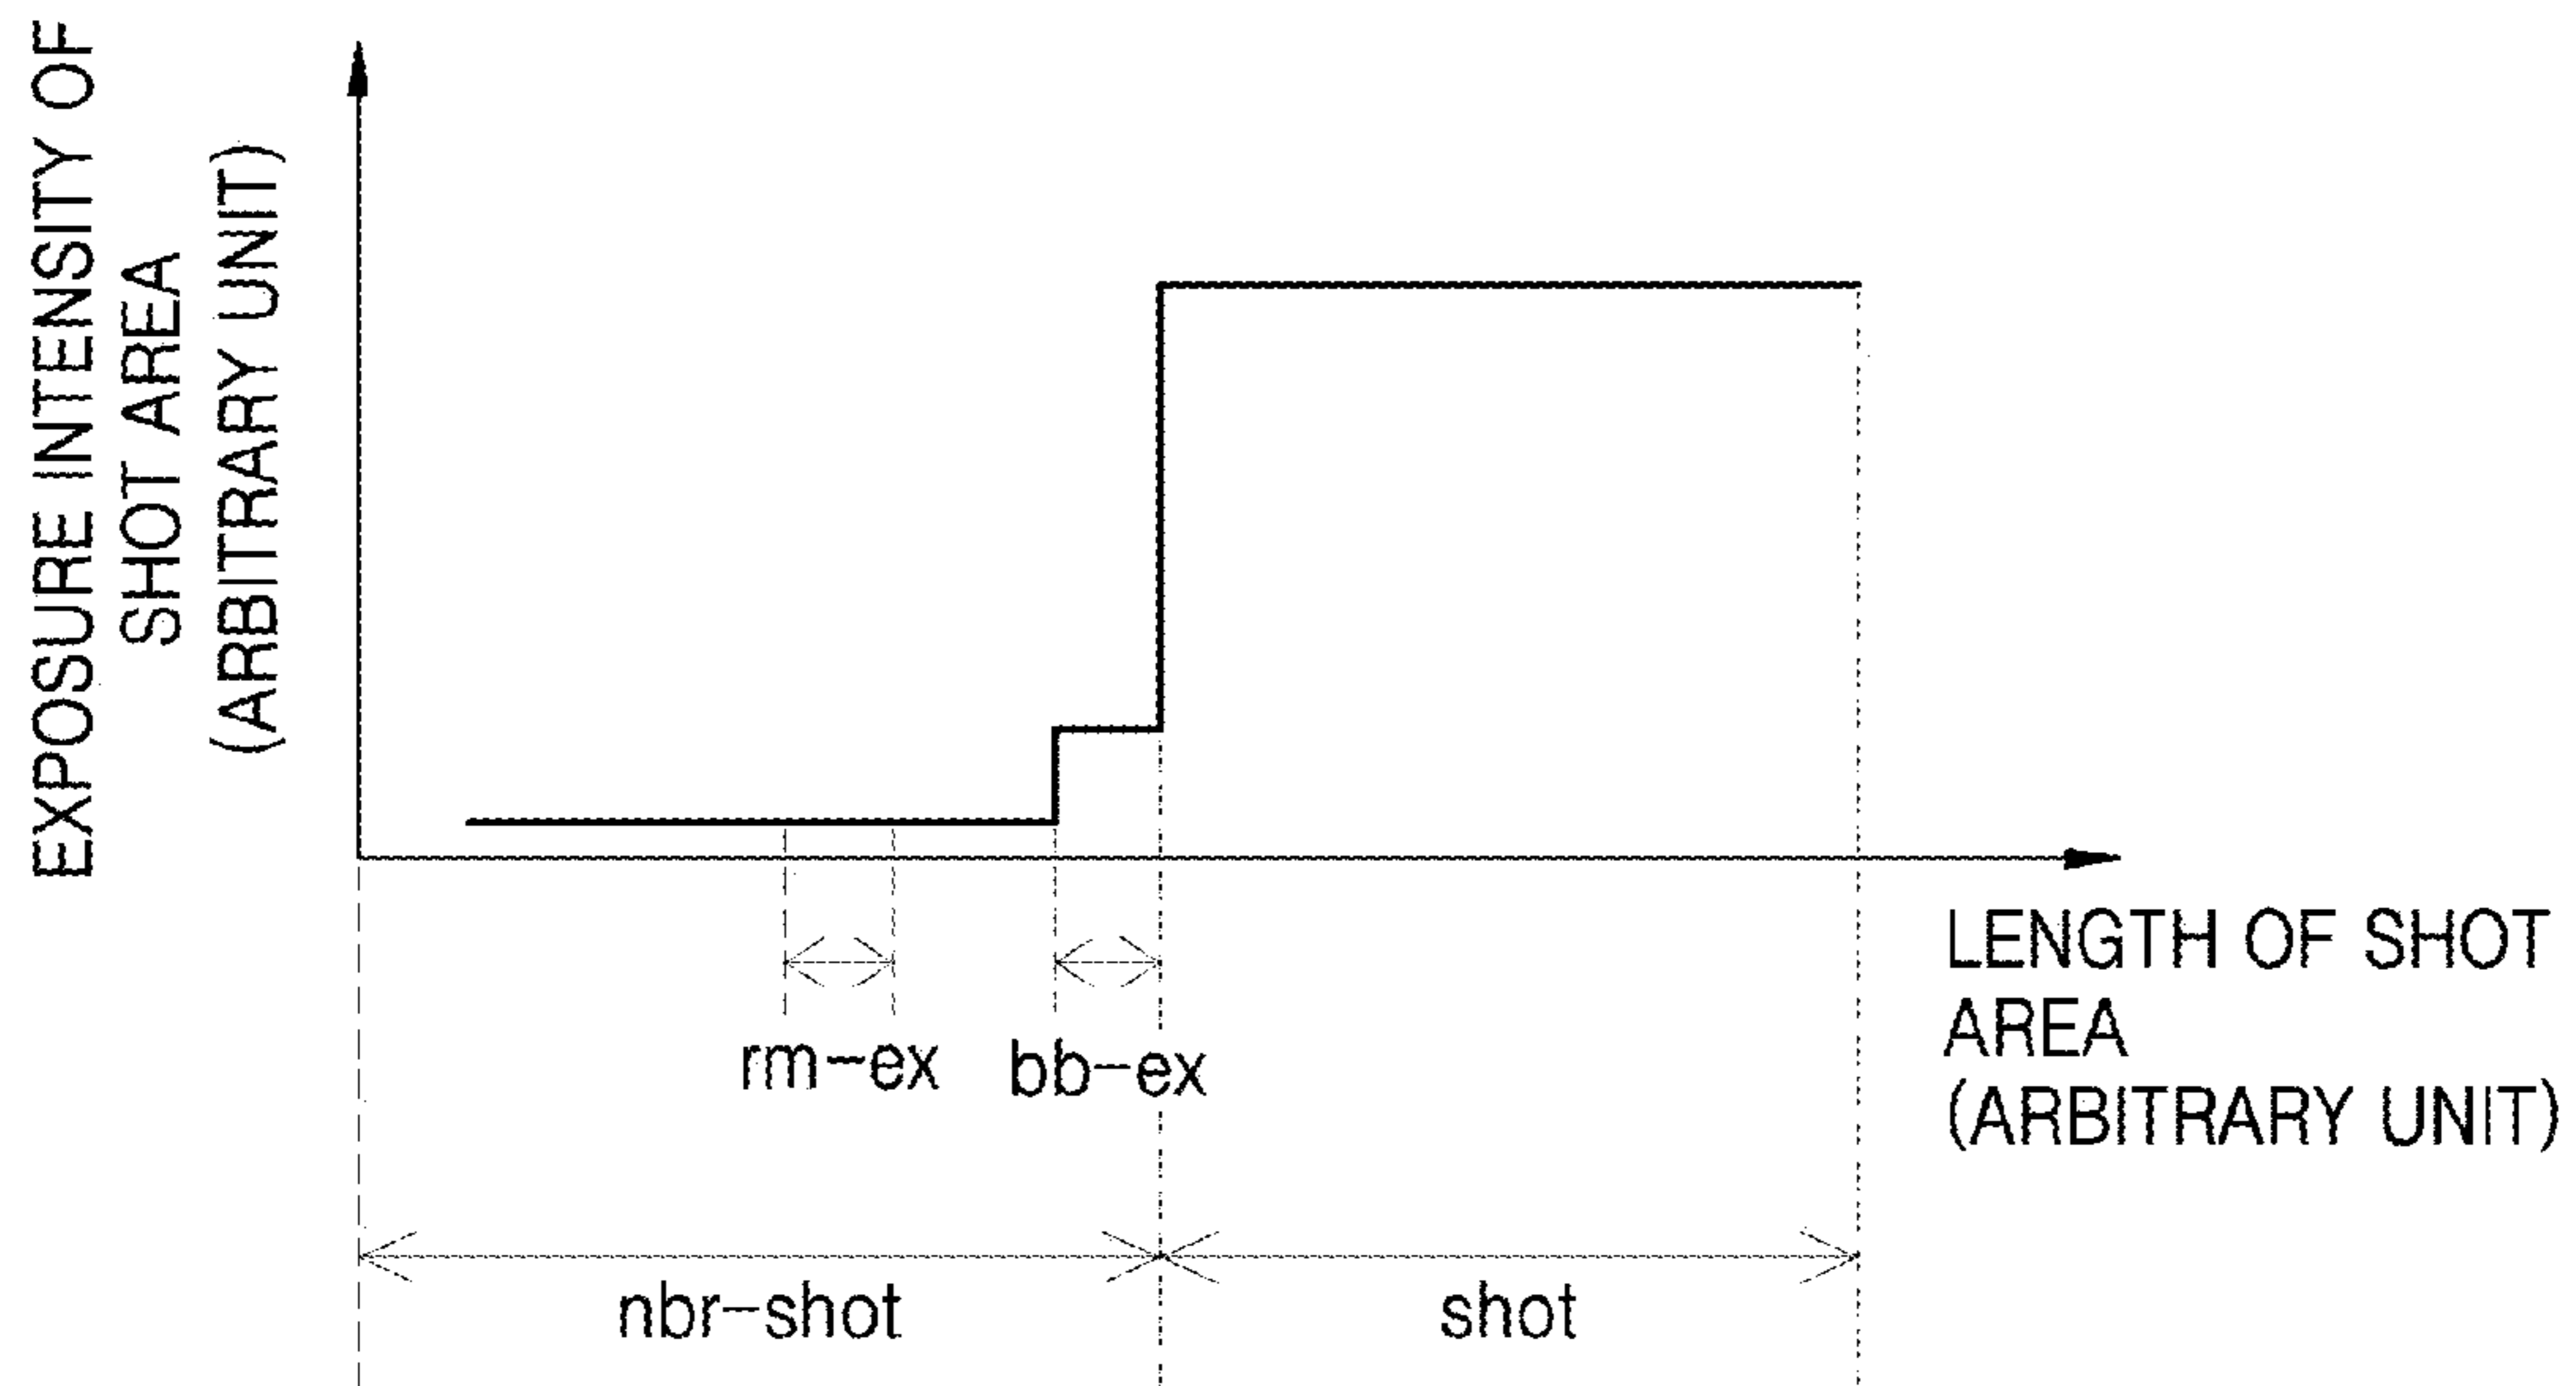 EXPOSURE INTENSITY OF
SHOT AREA
(ARBITRARY UNIT)
LENGTH OF SHOT
AREA
(ARBITRARY UNIT)
rm-ex
bb-ex
nbr-shot
shot